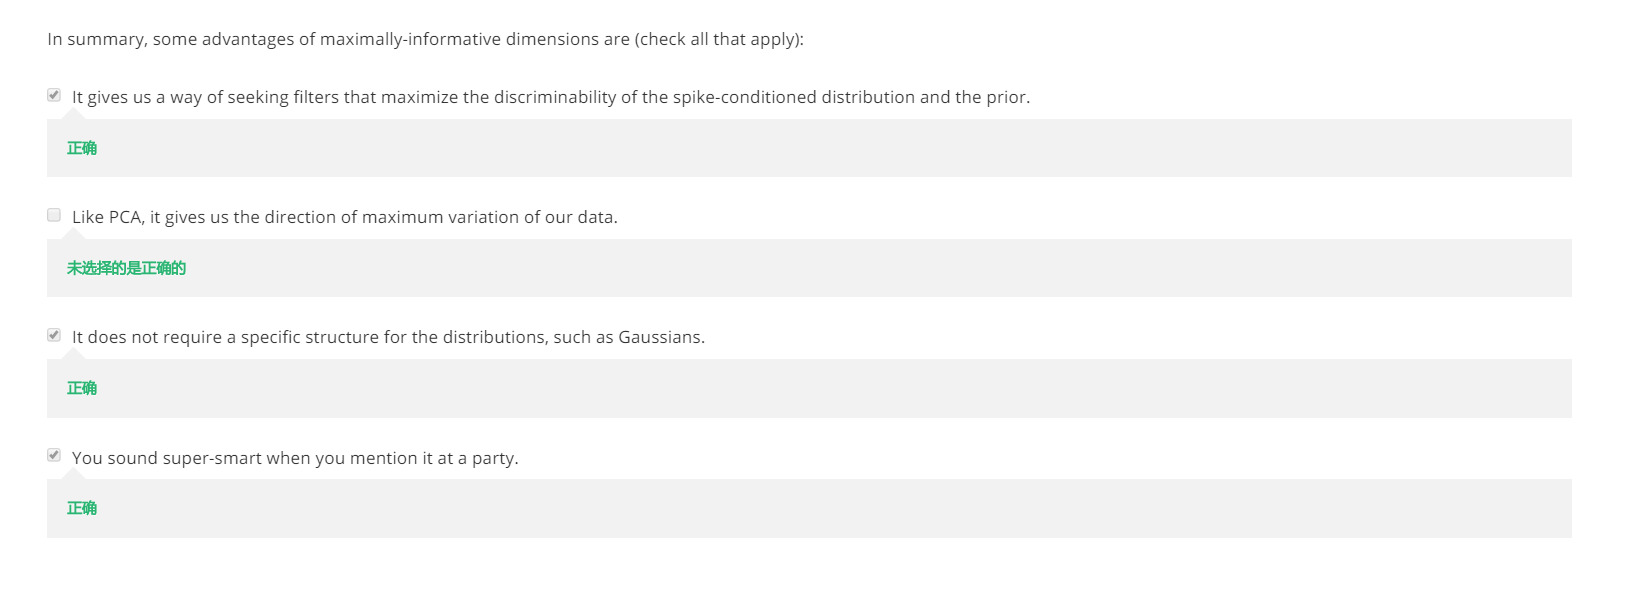 In summary, some advantages of maximally-informative dimensions are (check all that apply):
It gives us a way of seeking filters that maximize the discriminability of the spike-conditioned distribution and the prior.
正确
Like PCA, it gives us the direction of maximum variation of our data.
未选择的是正确的
It does not require a specific structure for the distributions, such as Gaussians.
正确
You sound super-smart when you mention it at a party.
正确